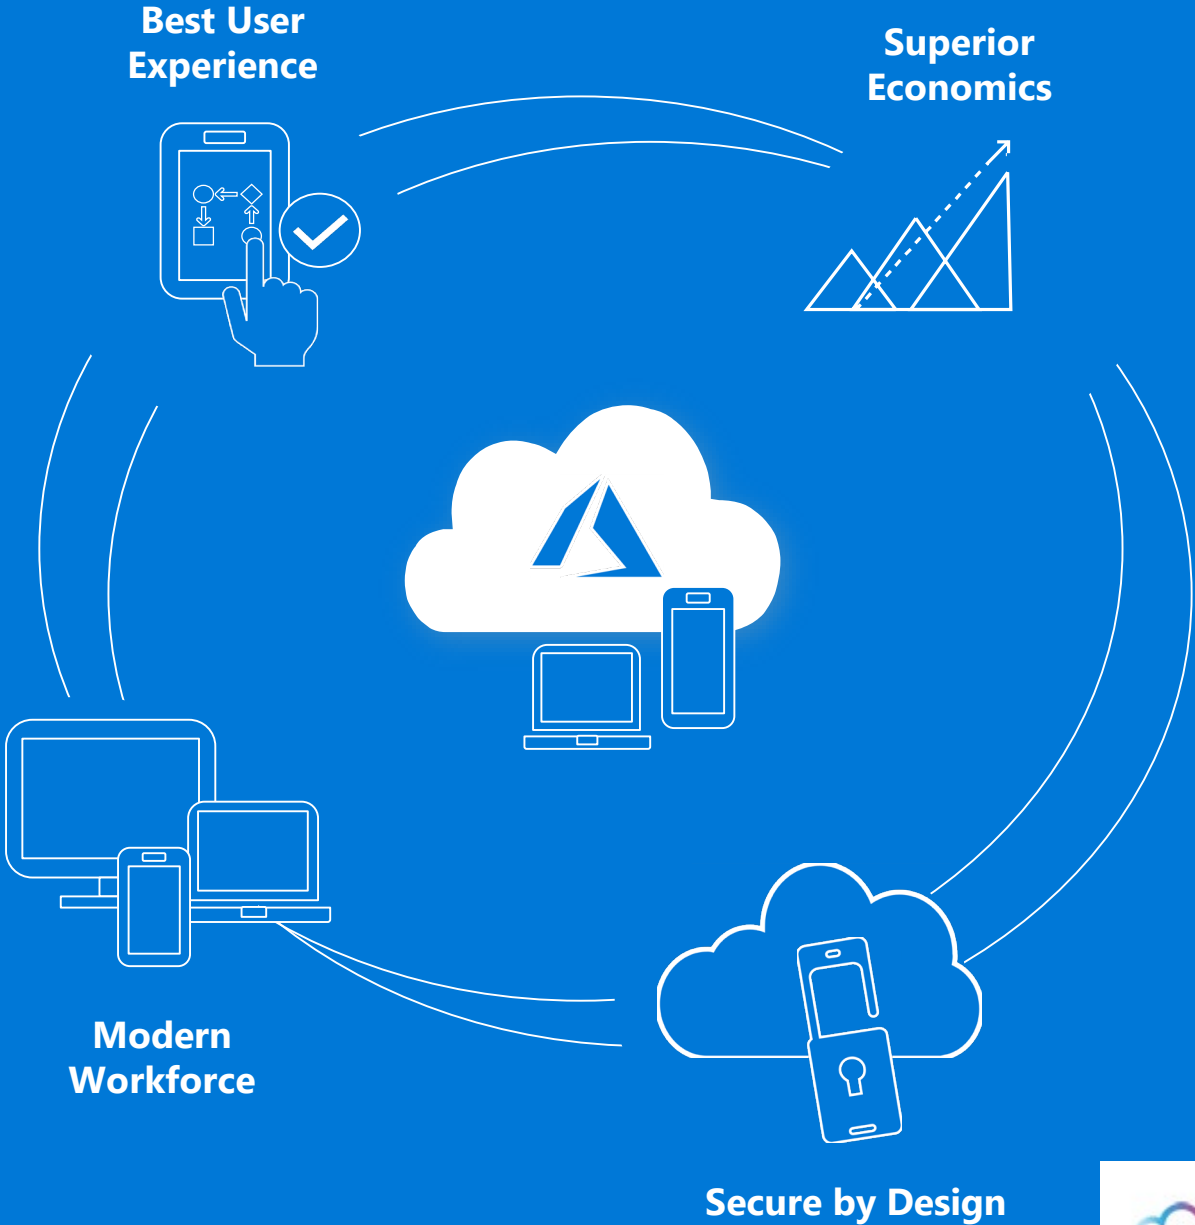 Best User
Experience
Superior
Economics
Modern
Workforce
Secure by Design